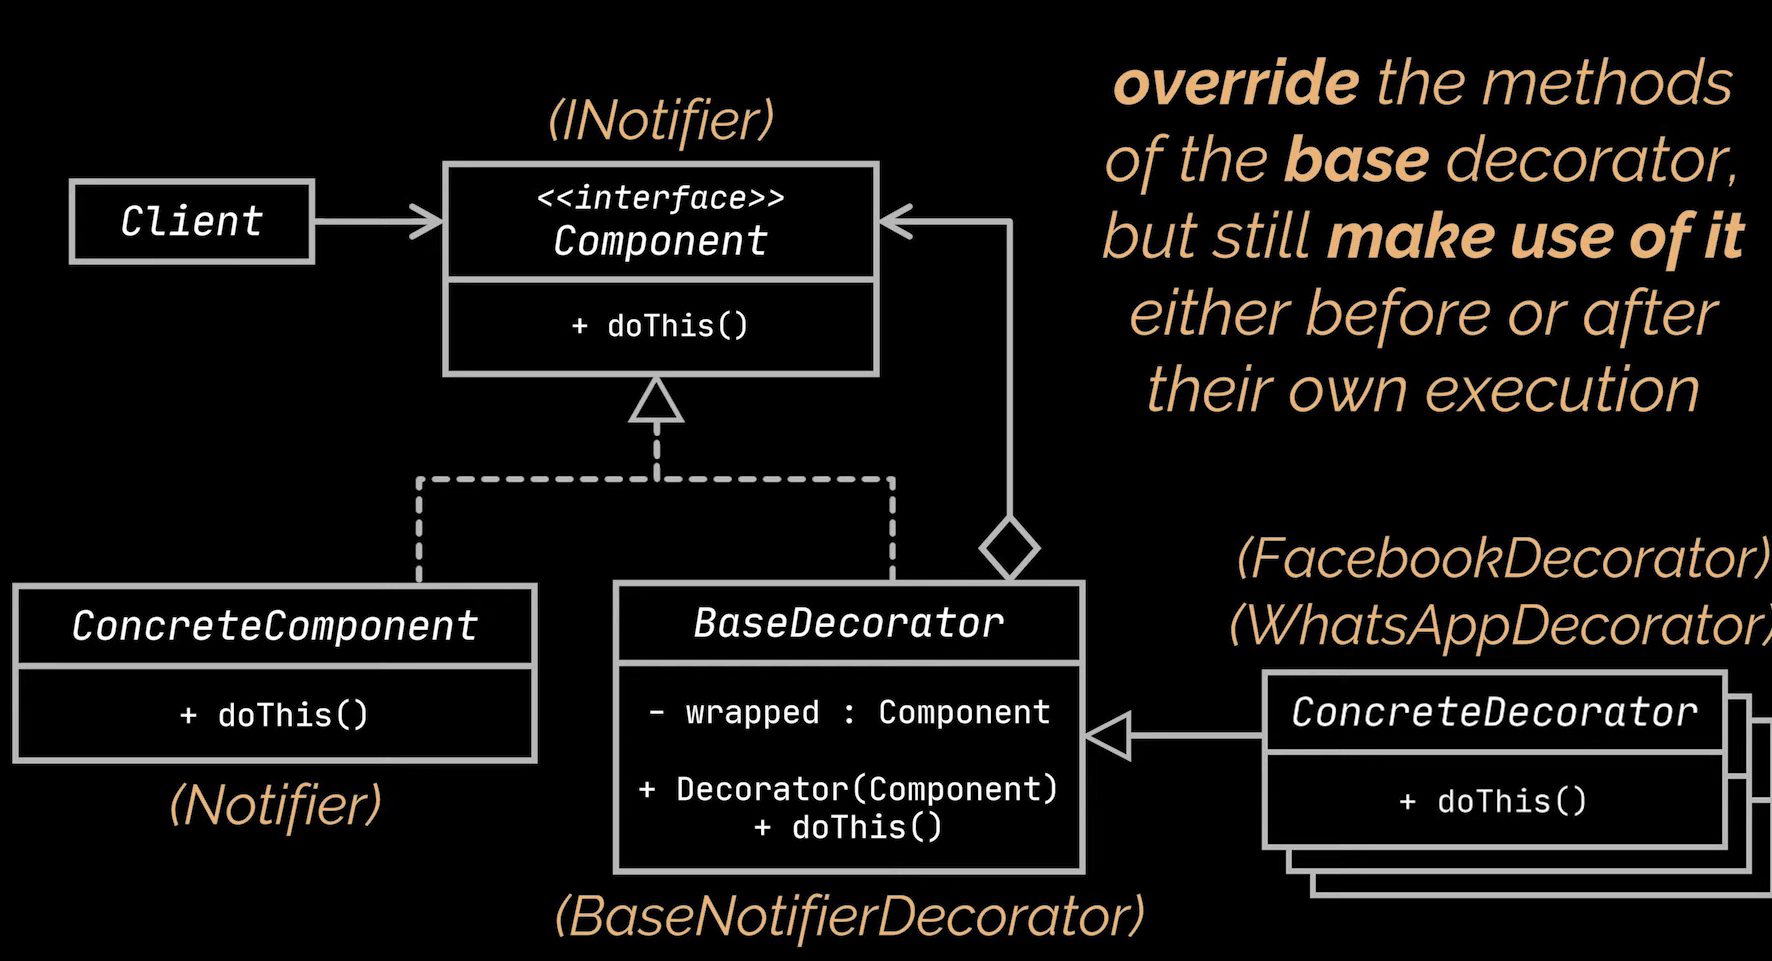 override the methods
of the base decorator,
but still make use of it
either before or after
their own execution
(INotifier)
<<interface>>
Component
+ doThis()
Client
ConcreteComponent
+ doThis()
(Notifier)
BaseDecorator
- wrapped : Component
+ Decorator(Component)
+ doThis()
(BaseNotifierDecorator)
(FacebookDecorator)
(WhatsAppDecorator)
ConcreteDecorator
+ doThis()